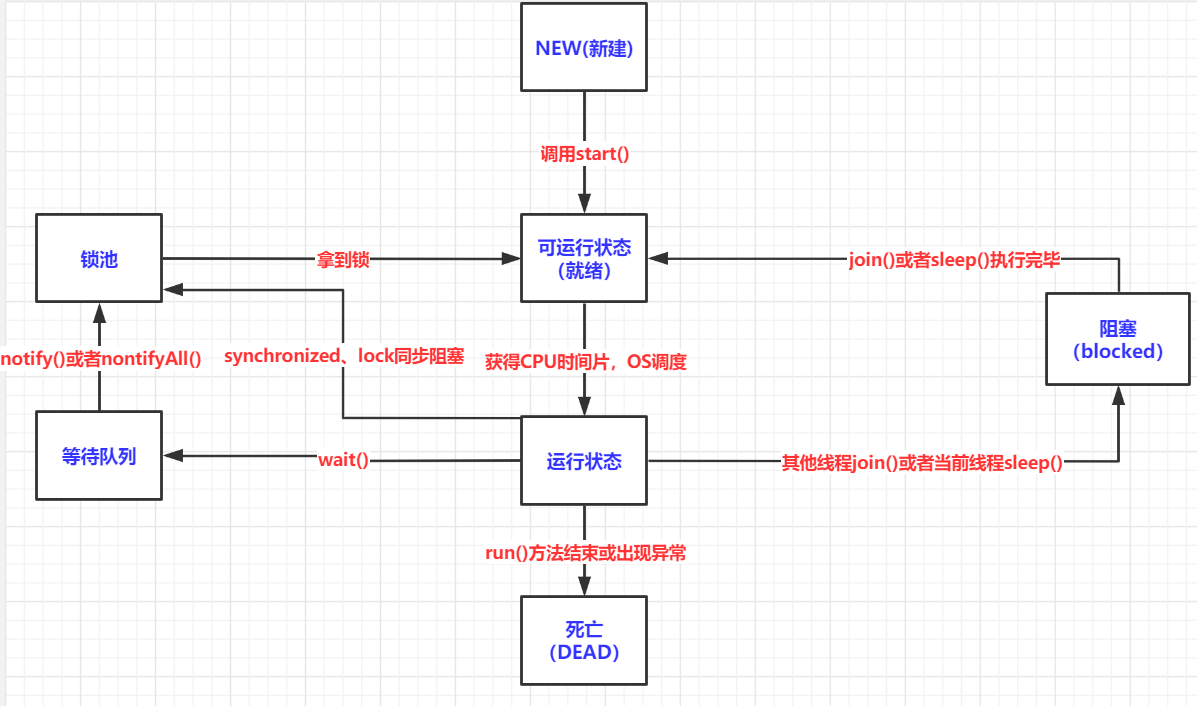 NEW(新建)
调用start()
锁池
拿到锁
可运行状态
（就绪）
join()或者sleep()执行完毕
阻塞
（blocked）
notify()或者nontifyAll()
synchronized、lock同步阻塞
获得CPU时间片，OS调度
等待队列
wait()
运行状态
其他线程join()或者当前线程sleep()
run()方法结束或出现异常
死亡
（DEAD）